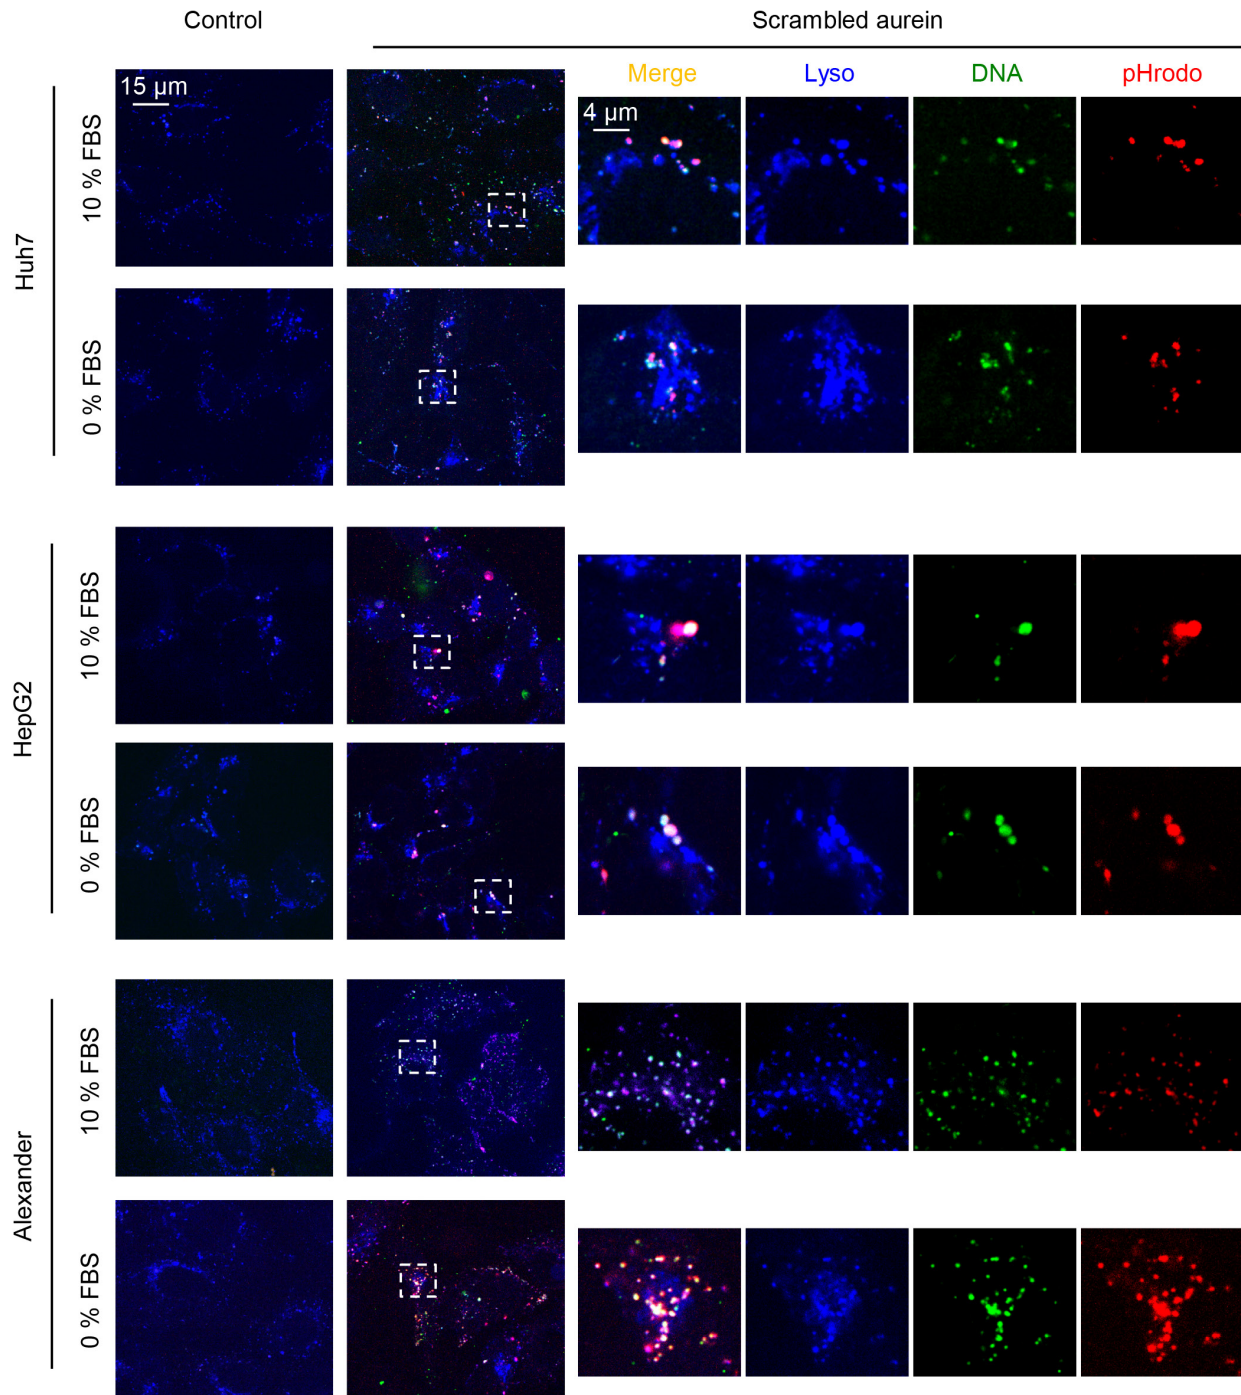 Control
Scrambled aurein
Merge
Lyso
DNA
pHrodo
15 µm
4 µm
Huh7
10 % FBS
0 % FBS
HepG2
10 % FBS
0 % FBS
Alexander
10 % FBS
0 % FBS